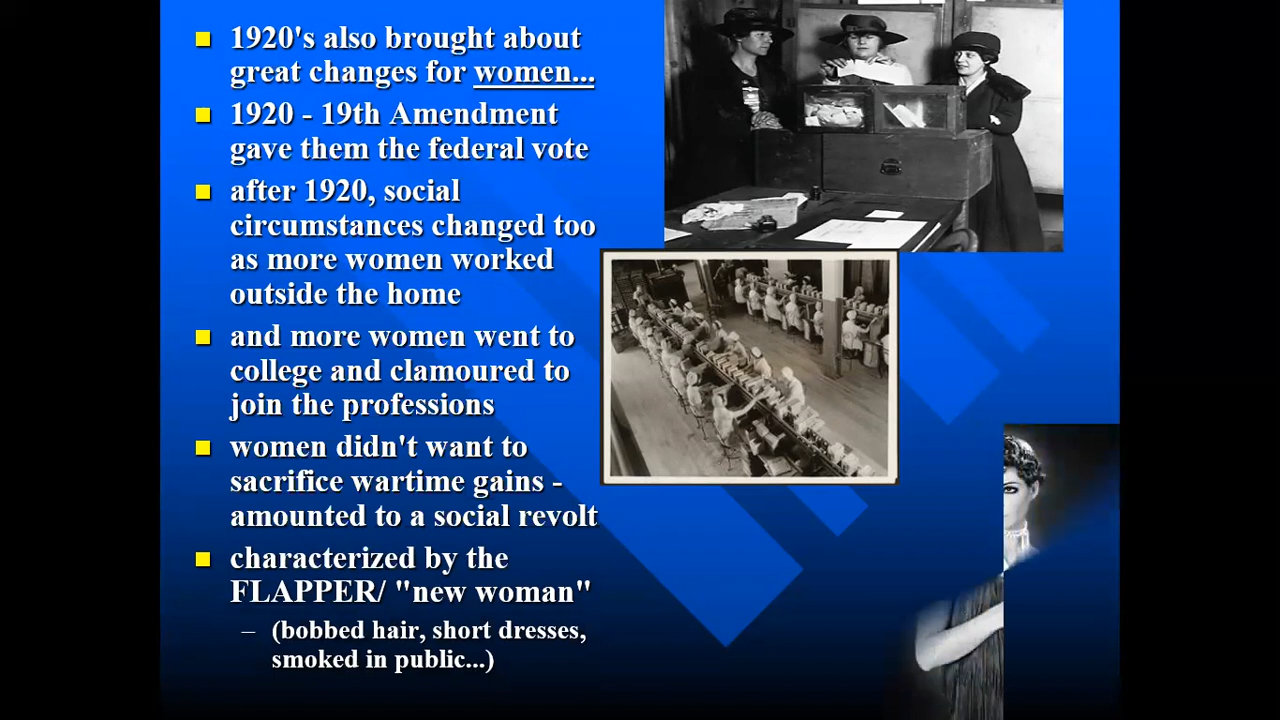 1920's also brought about
great changes for women...
1920 - 19th Amendment
gave them the federal vote
after 1920, social
circumstances changed too
as more women worked
outside the home
and more women went to
college and clamoured to
join the professions
women didn't want to
sacrifice wartime gains -
amounted to a social revolt
characterized by the
FLAPPER/ "new woman"
– (bobbed hair, short dresses,
smoked in public...)